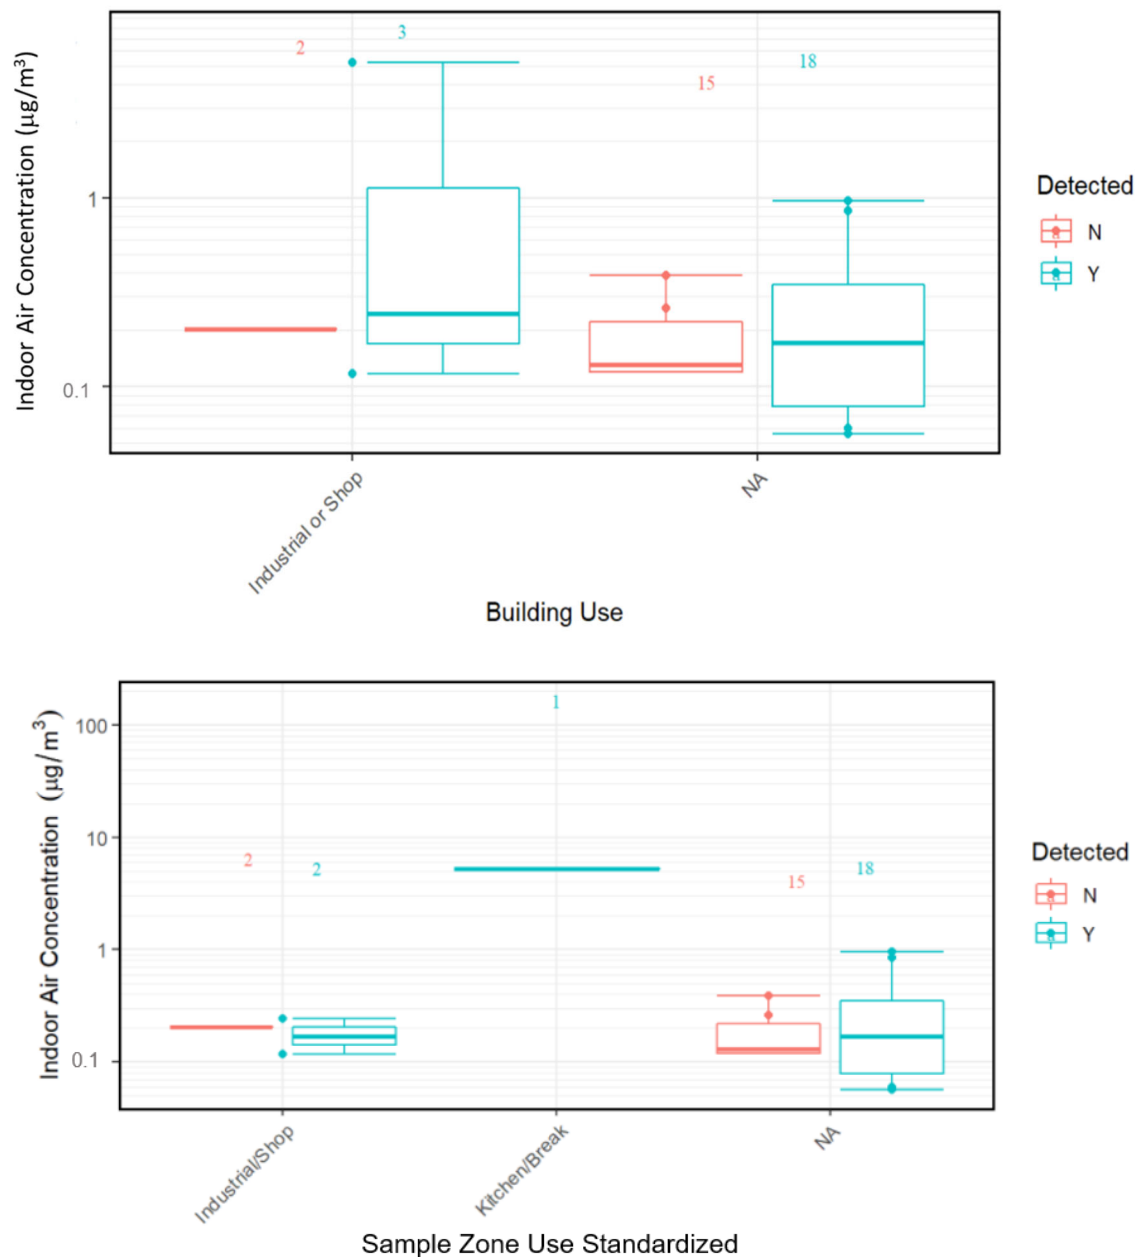 Indoor Air Concentration (µg/m³)
2
3
15
18
1
0.1
Industrial or Shop
NA
Building Use
Detected
N
Y
Indoor Air Concentration (µg/m³)
1
2
2
15
18
100
10
1
0.1
Industrial/Shop
Kitchen/Break
NA
Sample Zone Use Standardized
Detected
N
Y